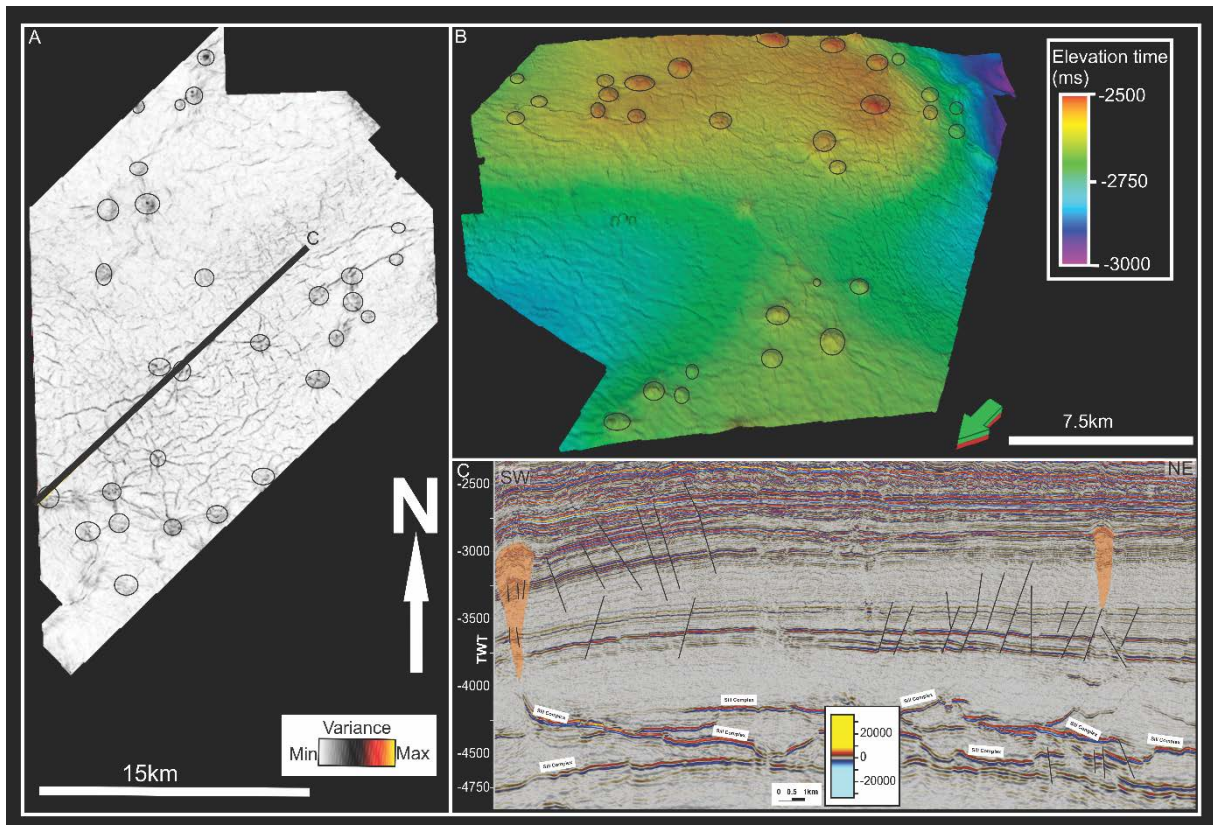 A
C
N
Variance
Min
Max
15km
B
Elevation time
(ms)
-2500
-2750
-3000
7.5km
C
SW
NE
-2500
-3000
-3500
TWT
-4000
-4500
-4750
Sill Complex
Sill Complex
Sill Complex
Sill Complex
Sill Complex
Sill Complex
Sill Complex
Sill Complex
20000
0
-20000
0 0.5 1km